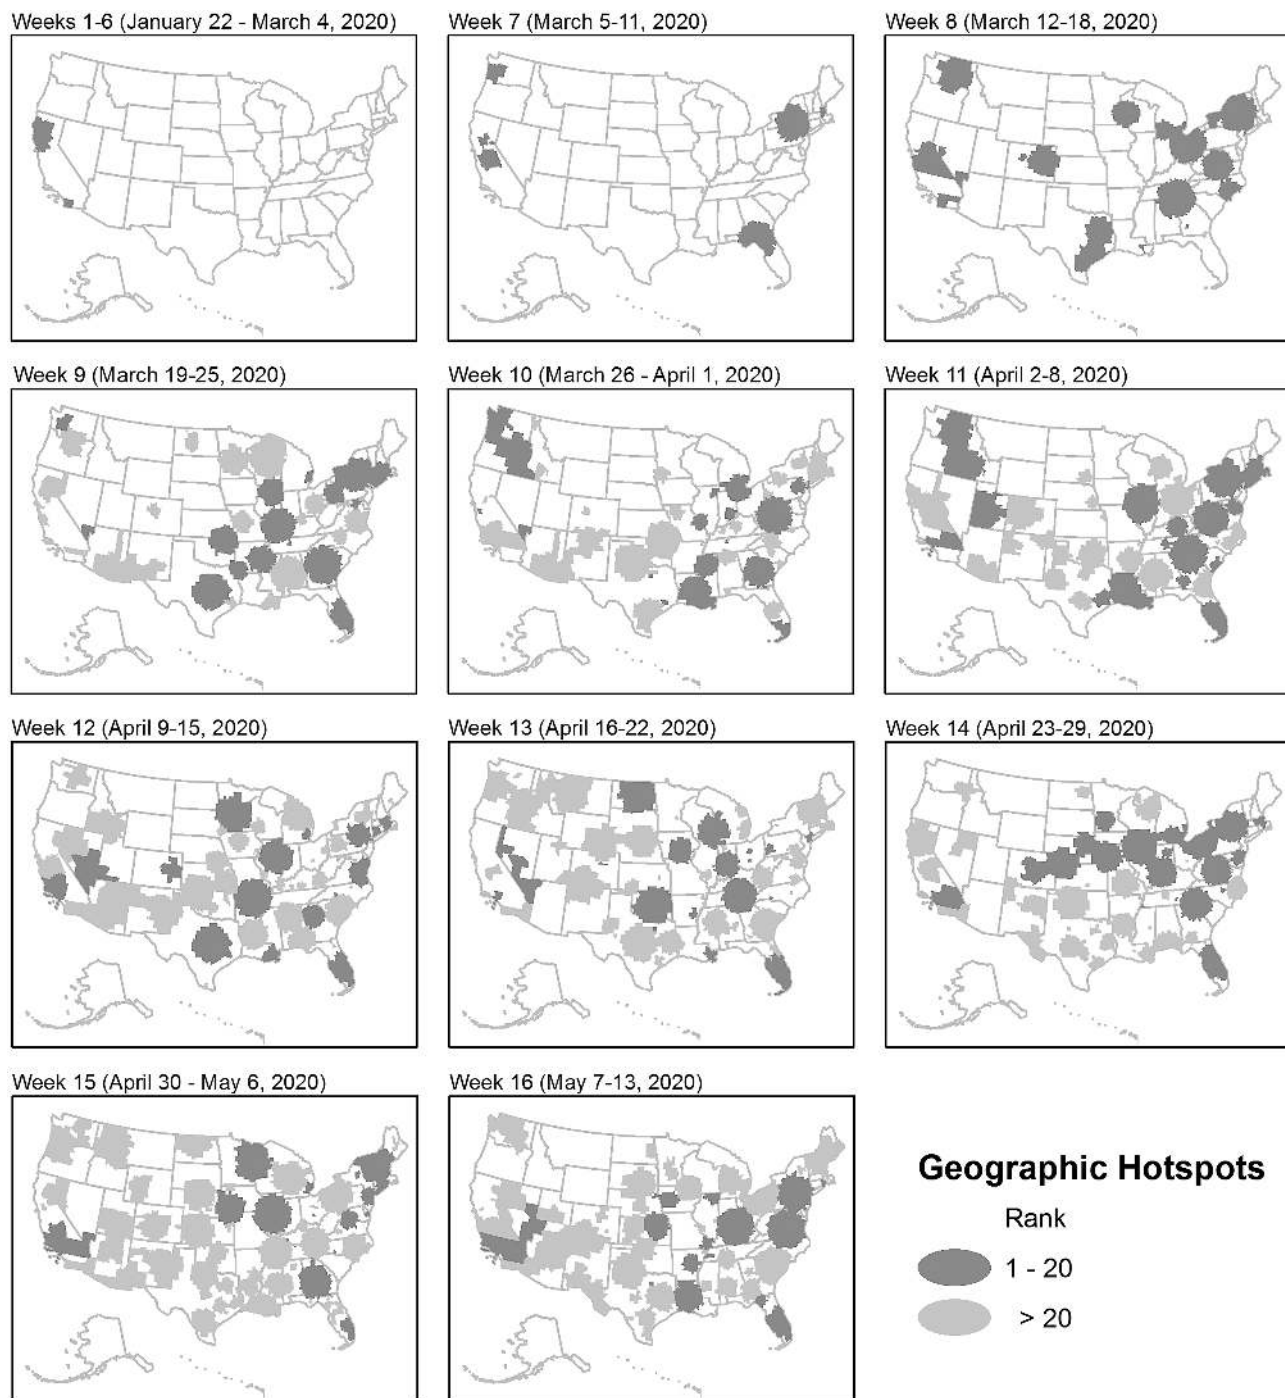 Weeks 1-6 (January 22 - March 4, 2020)
Week 7 (March 5-11, 2020)
Week 8 (March 12-18, 2020)
Week 9 (March 19-25, 2020)
Week 10 (March 26 - April 1, 2020)
Week 11 (April 2-8, 2020)
Week 12 (April 9-15, 2020)
Week 13 (April 16-22, 2020)
Week 14 (April 23-29, 2020)
Week 15 (April 30 - May 6, 2020)
Week 16 (May 7-13, 2020)
Geographic Hotspots
Rank
1 - 20
> 20